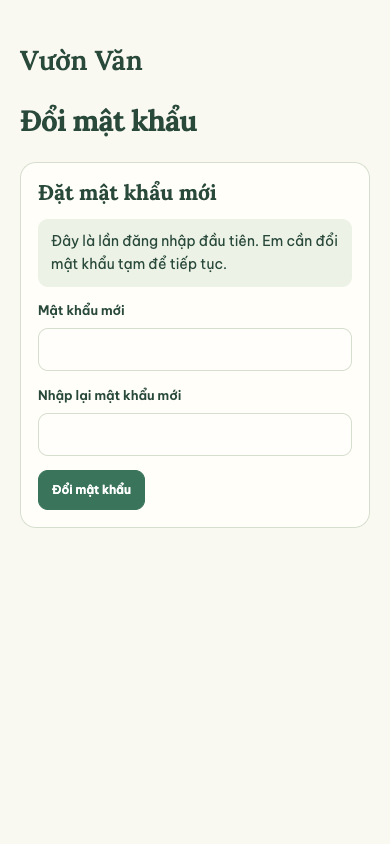 Vườn Văn
Đổi mật khẩu
Đặt mật khẩu mới
Đây là lần đăng nhập đầu tiên. Em cần đổi
mật khẩu tạm để tiếp tục.
Mật khẩu mới
Nhập lại mật khẩu mới
Đổi mật khẩu